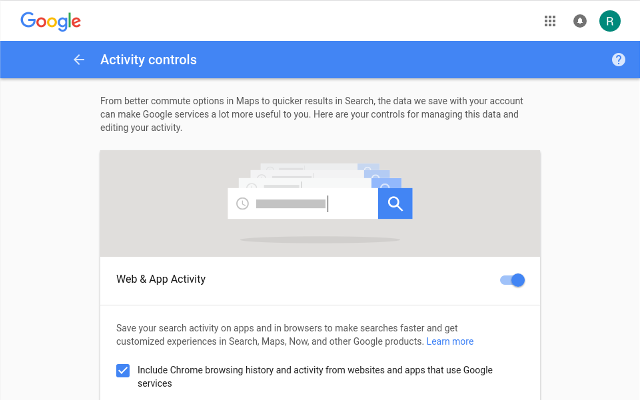 Google
R
Activity controls
?
From better commute options in Maps to quicker results in Search, the data we save with your account
can make Google services a lot more useful to you. Here are your controls for managing this data and
editing your activity.
Web & App Activity
Save your search activity on apps and in browsers to make searches faster and get
customized experiences in Search, Maps, Now, and other Google products. Learn more
Include Chrome browsing history and activity from websites and apps that use Google
services